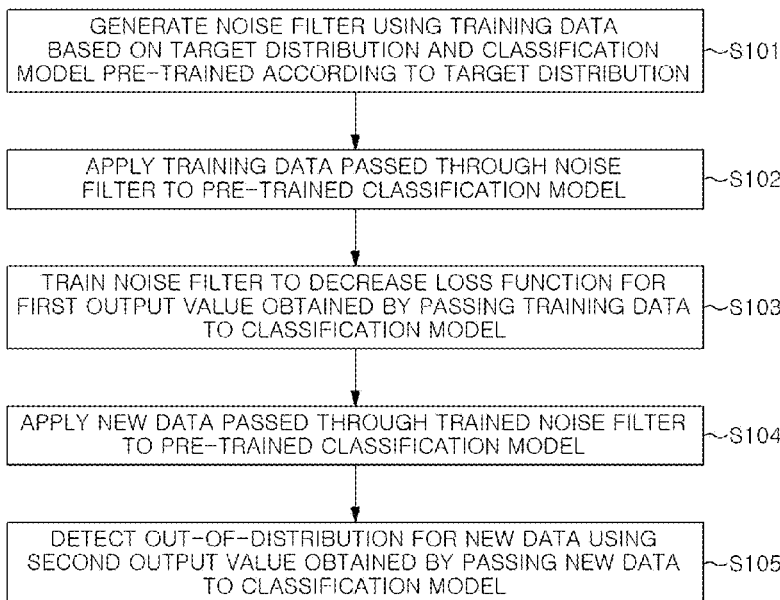 GENERATE NOISE FILTER USING TRAINING DATA
BASED ON TARGET DISTRIBUTION AND CLASSIFICATION
MODEL PRE-TRAINED ACCORDING TO TARGET DISTRIBUTION
S101
APPLY TRAINING DATA PASSED THROUGH NOISE
FILTER TO PRE-TRAINED CLASSIFICATION MODEL
S102
TRAIN NOISE FILTER TO DECREASE LOSS FUNCTION FOR
FIRST OUTPUT VALUE OBTAINED BY PASSING TRAINING DATA
TO CLASSIFICATION MODEL
S103
APPLY NEW DATA PASSED THROUGH TRAINED NOISE FILTER
TO PRE-TRAINED CLASSIFICATION MODEL
S104
DETECT OUT-OF-DISTRIBUTION FOR NEW DATA USING
SECOND OUTPUT VALUE OBTAINED BY PASSING NEW DATA
TO CLASSIFICATION MODEL
S105